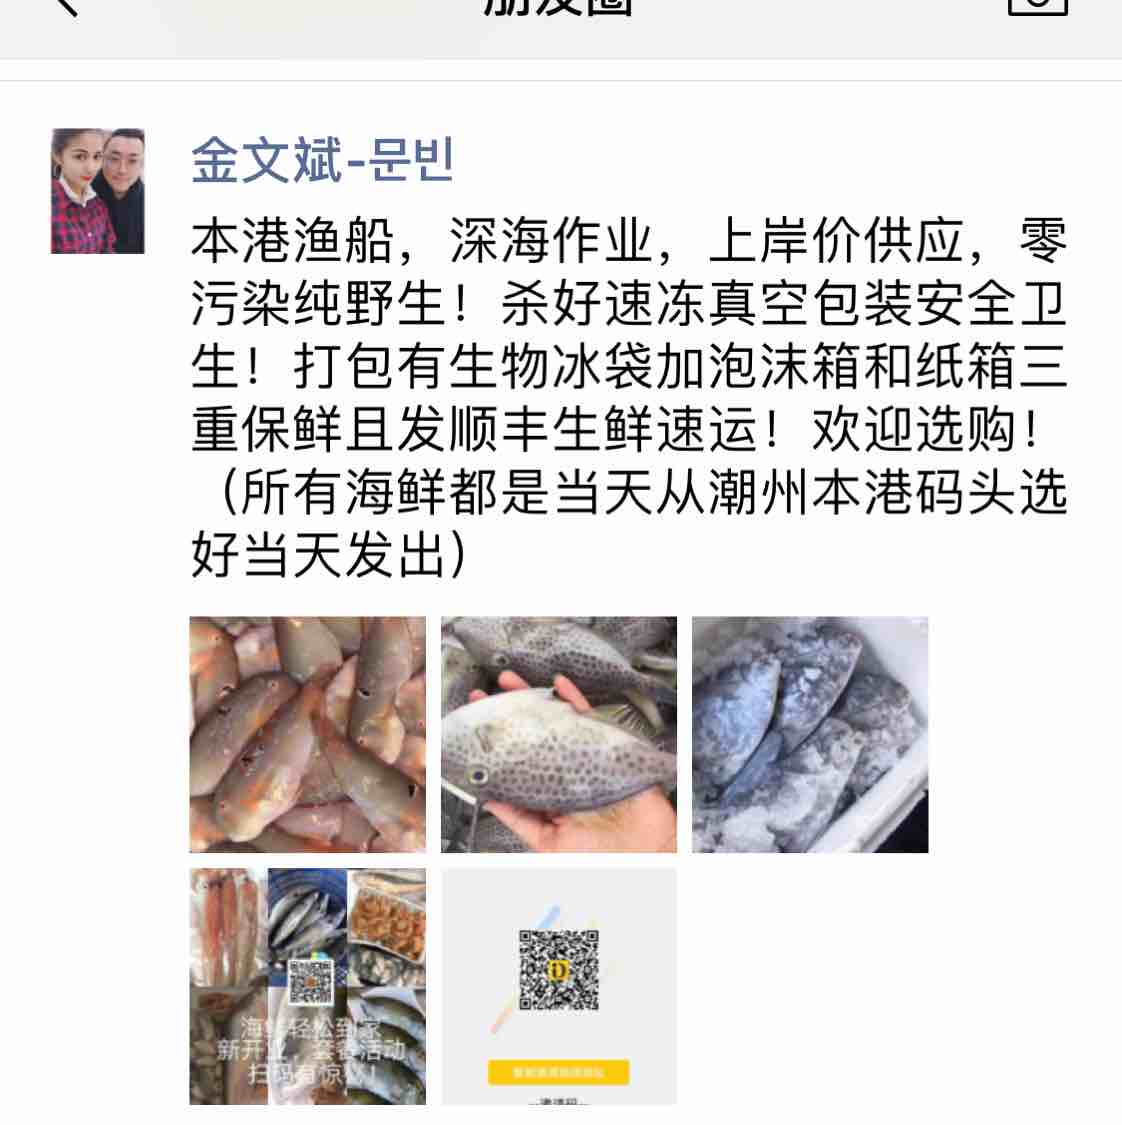 朋友圈
金文斌-문빈
本港渔船，深海作业，上岸价供应，零
污染纯野生！杀好速冻真空包装安全卫
生！打包有生物冰袋加泡沫箱和纸箱三
重保鲜且发顺丰生鲜速运！欢迎选购！
（所有海鲜都是当天从潮州本港码头选
好当天发出）
海鲜轻松到家
新开业，套餐活动
扫码有惊喜！